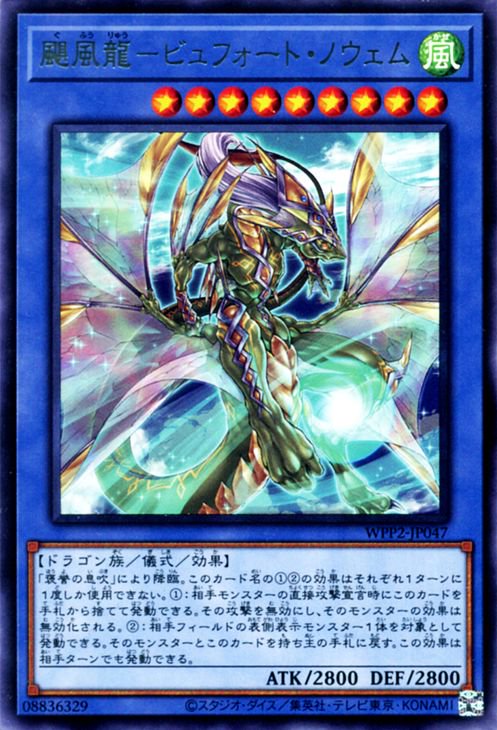 颶風龍－ビュフォート・ノウェム
風
WPP2-JP047
【ドラゴン族／儀式／効果】
「褒誉の息吹」により降臨。このカード名の①②の効果はそれぞれ1ターンに
1度しか使用できない。①：相手モンスターの直接攻撃宣言時にこのカードを
手札から捨てて発動できる。その攻撃を無効にし、そのモンスターの効果は
無効化される。②：相手フィールドの表側表示モンスター1体を対象として
発動できる。そのモンスターとこのカードを持ち主の手札に戻す。この効果は
相手ターンでも発動できる。
ATK/2800 DEF/2800
08836329
©スタジオ・ダイス／集英社・テレビ東京・KONAMI